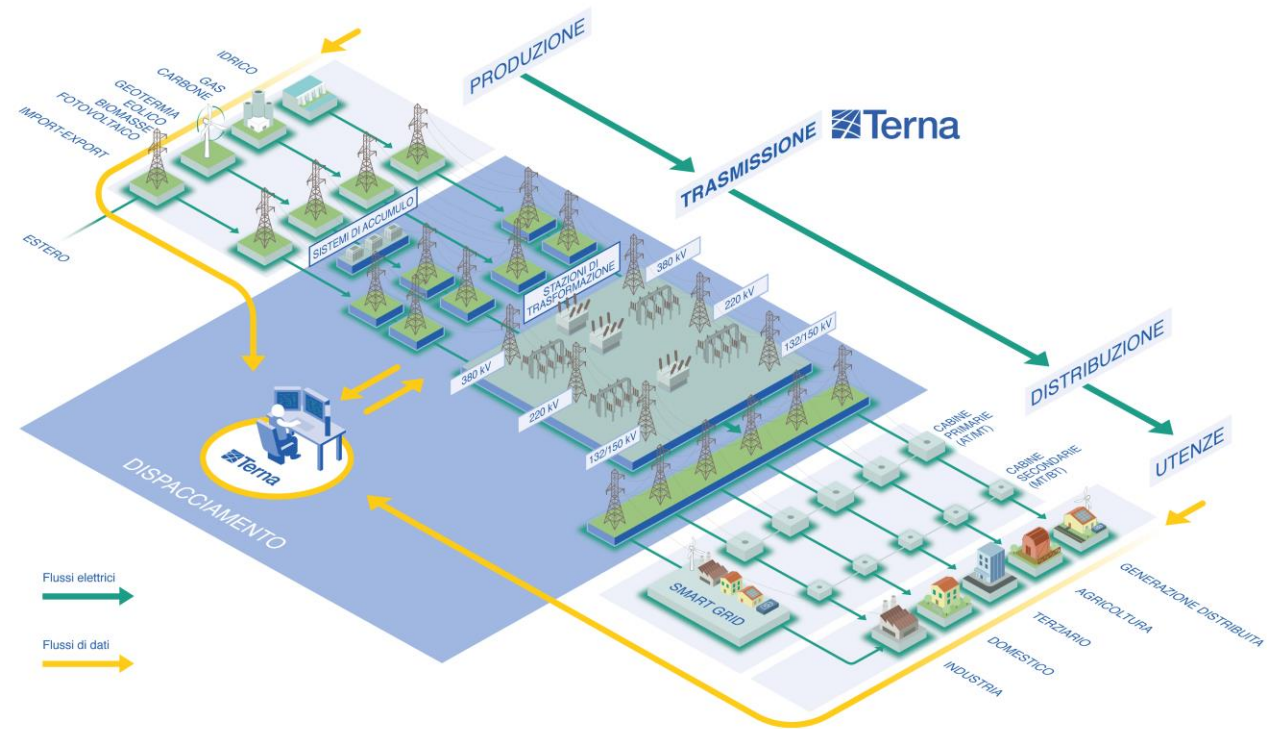 PRODUZIONE
TRASMISSIONE
Terna
DISTRIBUZIONE
UTENZE
IDRICO
GAS
CARBONE
GEOTERMIA
EOLICO
BIOMASSE
FOTOVOLTAICO
IMPORT-EXPORT
ESTERO
SISTEMI DI ACCUMULO
STAZIONI DI
TRASFORMAZIONE
380 kV
220 kV
132/150 kV
380 kV
220 kV
132/150 kV
Terna
DISPACCIAMENTO
CABINE
PRIMARIE
(AT/MT)
CABINE
SECONDARIE
(MT/BT)
SMART GRID
GENERAZIONE DISTRIBUITA
AGRICOLTURA
TERZIARIO
DOMESTICO
INDUSTRIA
Flussi elettrici
Flussi di dati